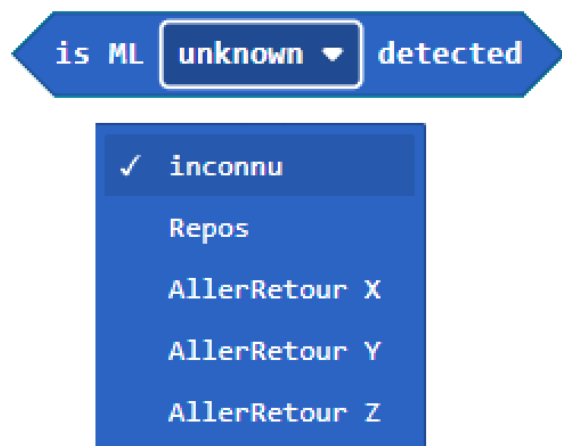 is ML unknown detected
✓ inconnu
Repos
AllerRetour X
AllerRetour Y
AllerRetour Z